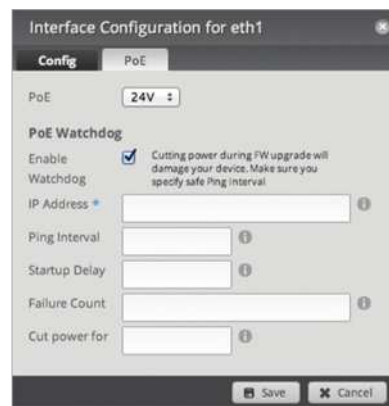 Interface Configuration for eth1
Config PoE
PoE 24V
PoE Watchdog
Enable Watchdog
Cutting power during FW upgrade will
damage your device. Make sure you
specify safe Ping Interval
IP Address *
Ping Interval
Startup Delay
Failure Count
Cut power for
Save Cancel